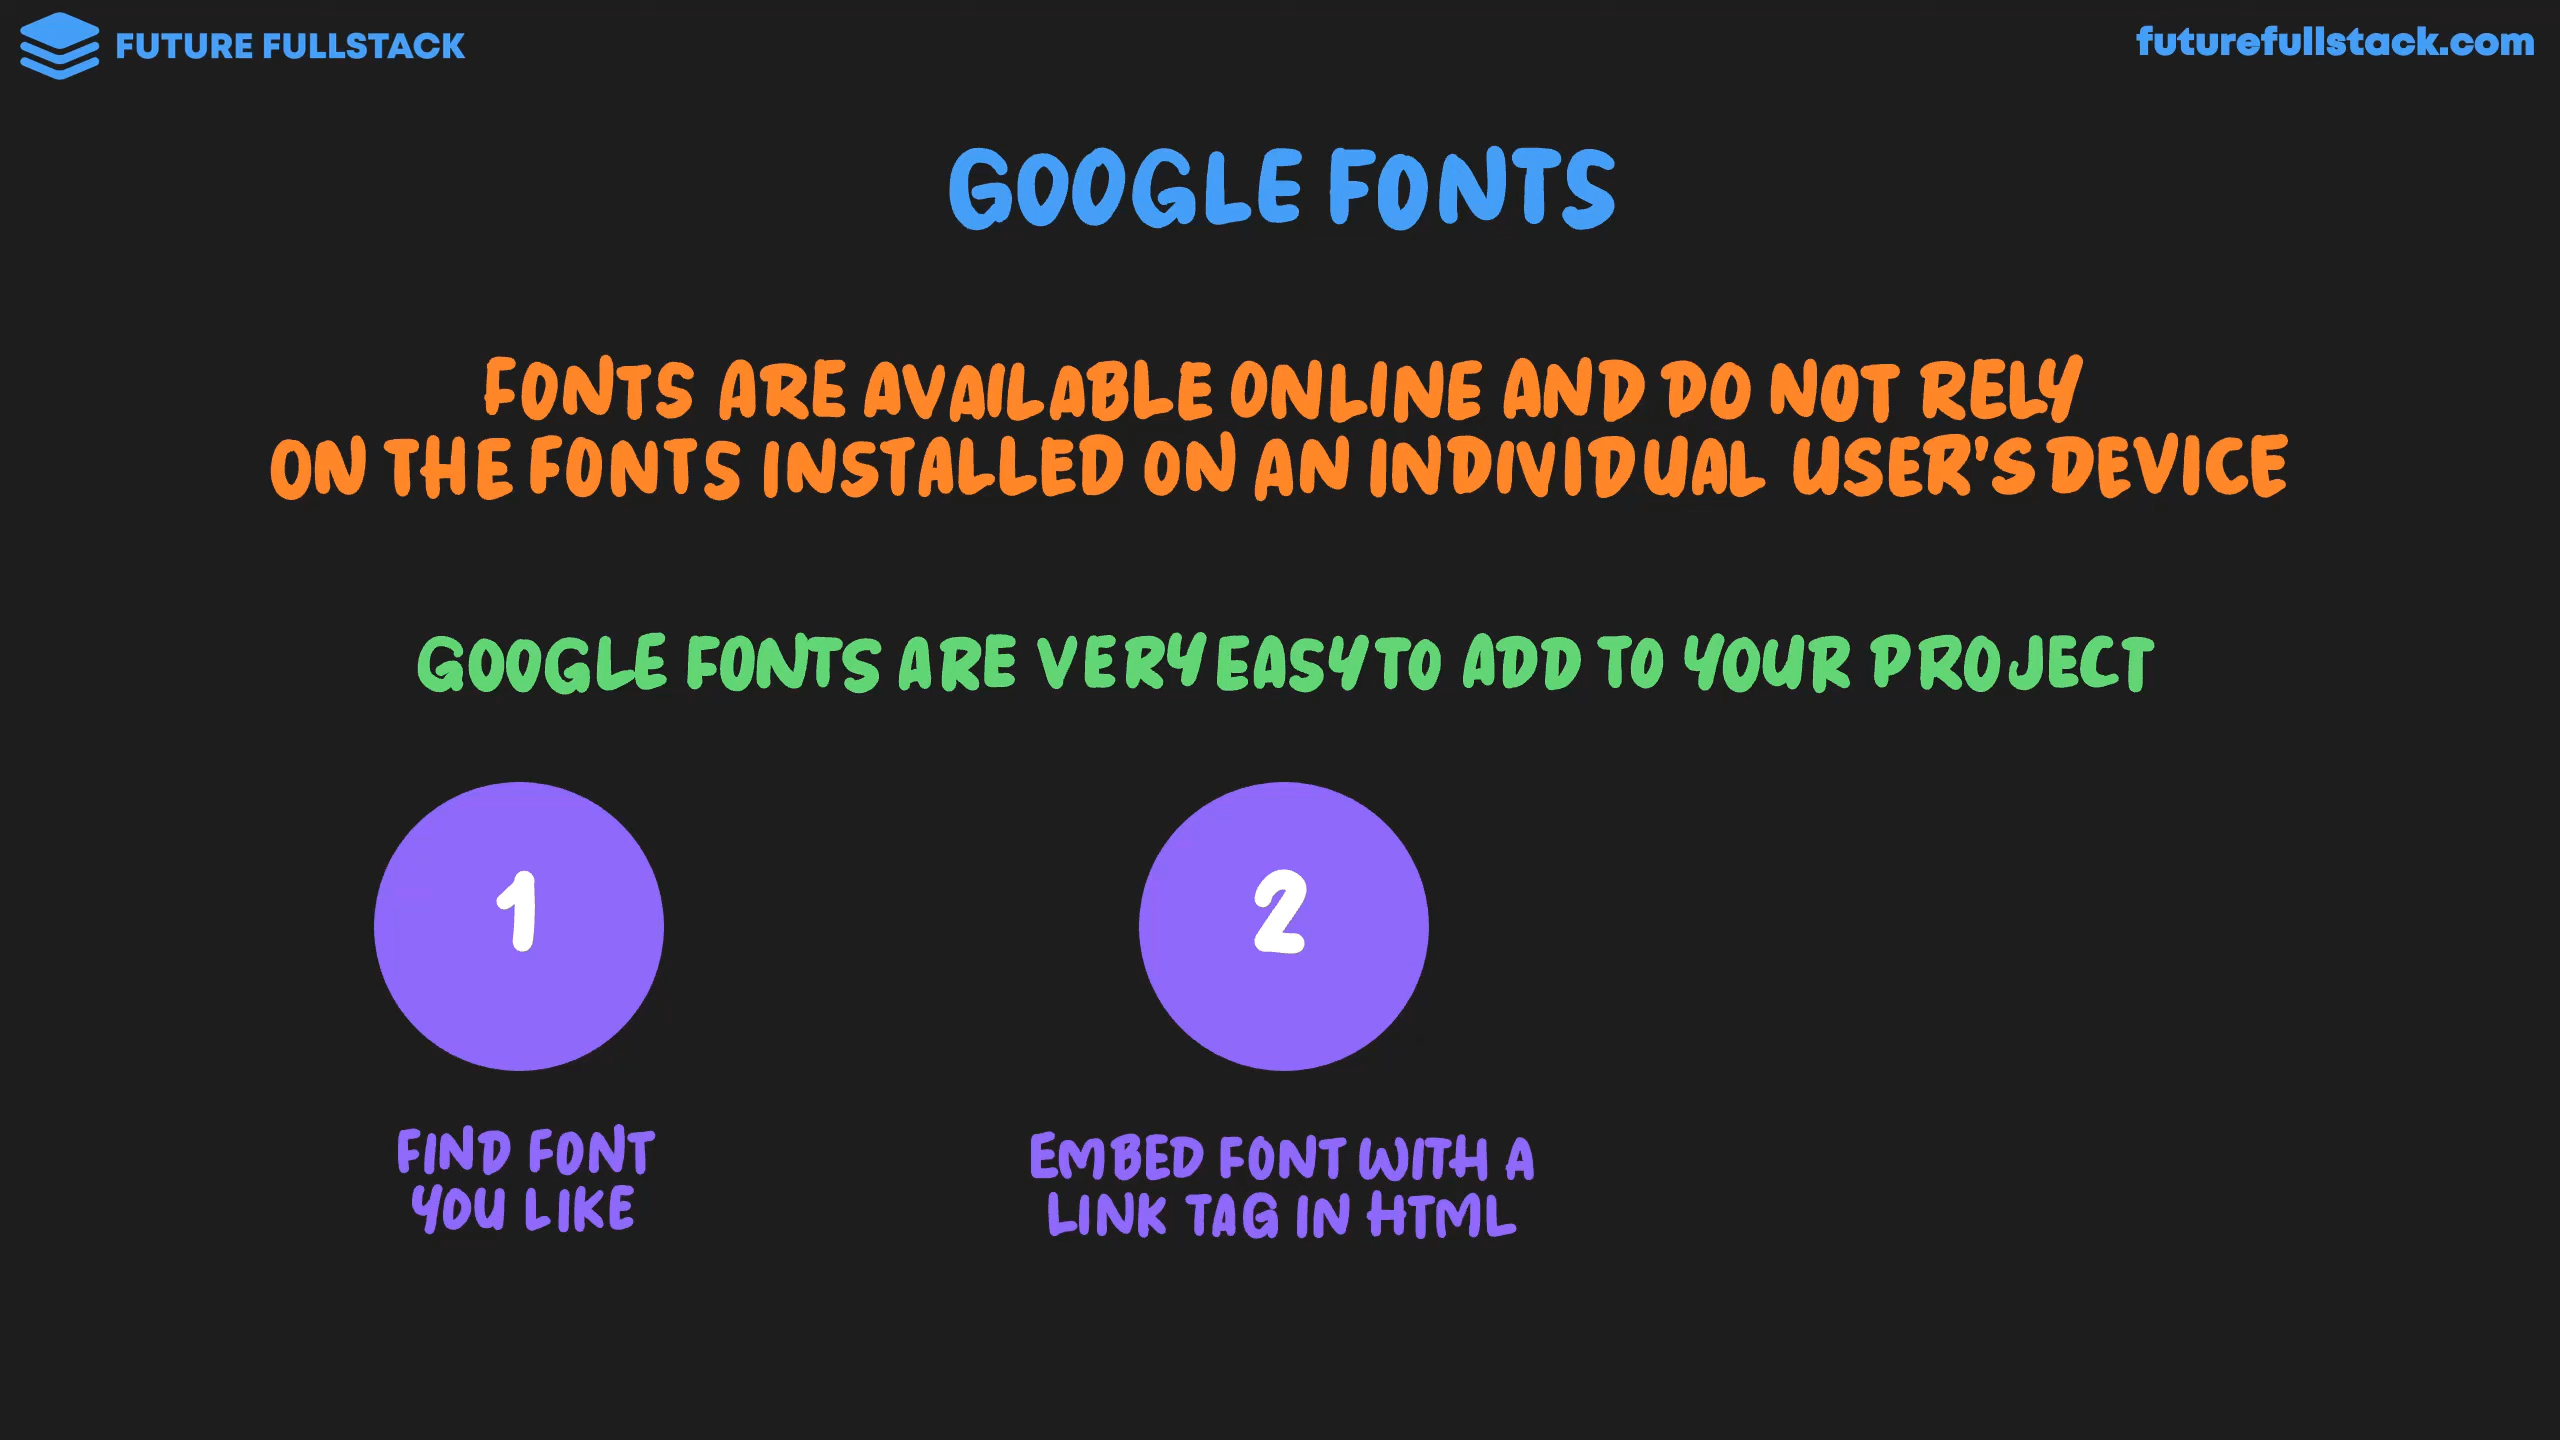 FUTURE FULLSTACK
futurefullstack.com
GOOGLE FONTS
FONTS ARE AVAILABLE ONLINE AND DO NOT RELY
ON THE FONTS INSTALLED ON AN INDIVIDUAL USER'S DEVICE
GOOGLE FONTS ARE VERY EASY TO ADD TO YOUR PROJECT
1
2
FIND FONT
YOU LIKE
EMBED FONT WITH A
LINK TAG IN HTML